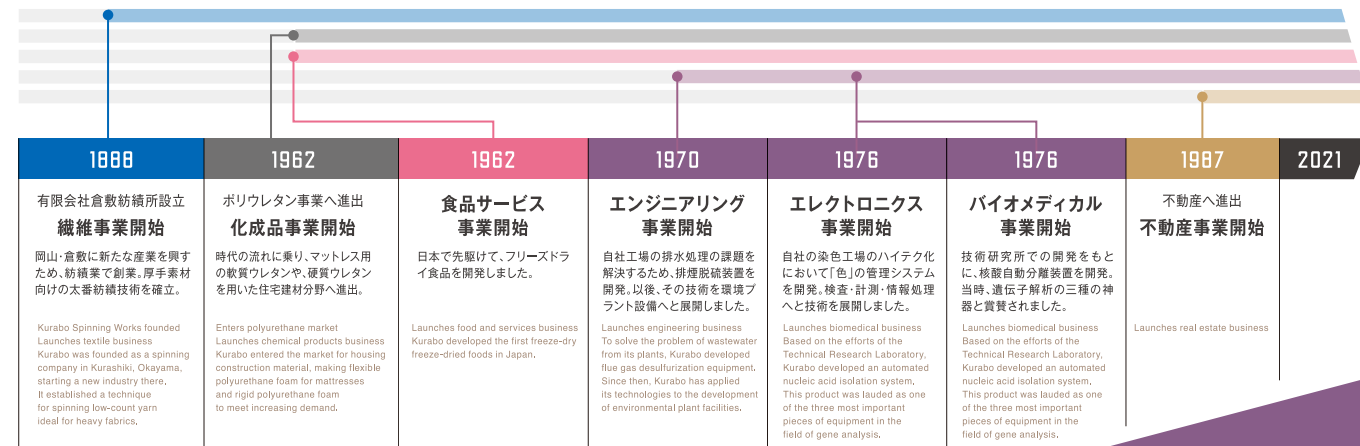 1888
有限会社倉敷紡績所設立
繊維事業開始
岡山・倉敷に新たな産業を興す
ため、紡績業で創業。厚手素材
向けの太番紡績技術を確立。
Kurabo Spinning Works founded
Launches textile business
Kurabo was founded as a spinning
company in Kurashiki, Okayama,
starting a new industry there.
It established a technique
for spinning low-count yarn
ideal for heavy fabrics.
1962
ポリウレタン事業へ進出
化成品事業開始
時代の流れに乗り、マットレス用
の軟質ウレタンや、硬質ウレタン
を用いた住宅建材分野へ進出。
Enters polyurethane market
Launches chemical products business
Kurabo entered the market for housing
construction material, making flexible
polyurethane foam for mattresses
and rigid polyurethane foam
to meet increasing demand.
1962
食品サービス
事業開始
日本で先駆けて、フリーズドラ
イ食品を開発しました。
Launches food and services business
Kurabo developed the first freeze-dry
freeze-dried foods in Japan.
1970
エンジニアリング
事業開始
自社工場の排水処理の課題を
解決するため、排煙脱硫装置を
開発。以後、その技術を環境プ
ラント設備へと展開しました。
Launches engineering business
To solve the problem of wastewater
from its plants, Kurabo developed
flue gas desulfurization equipment.
Since then, Kurabo has applied
its technologies to the development
of environmental plant facilities.
1976
エレクトロニクス
事業開始
自社の染色工場のハイテク化
において「色」の管理システム
を開発。検査・計測・情報処理
へと技術を展開しました。
Launches biomedical business
Based on the efforts of the
Technical Research Laboratory,
Kurabo developed an automated
nucleic acid isolation system.
This product was lauded as one
of the three most important
pieces of equipment in the
field of gene analysis.
1976
バイオメディカル
事業開始
技術研究所での開発をもと
に、核酸自動分離装置を開発。
当時、遺伝子解析の三種の神
器と賞賛されました。
Launches biomedical business
Based on the efforts of the
Technical Research Laboratory,
Kurabo developed an automated
nucleic acid isolation system.
This product was lauded as one
of the three most important
pieces of equipment in the
field of gene analysis.
1987
不動産へ進出
不動産事業開始
Launches real estate business
2021